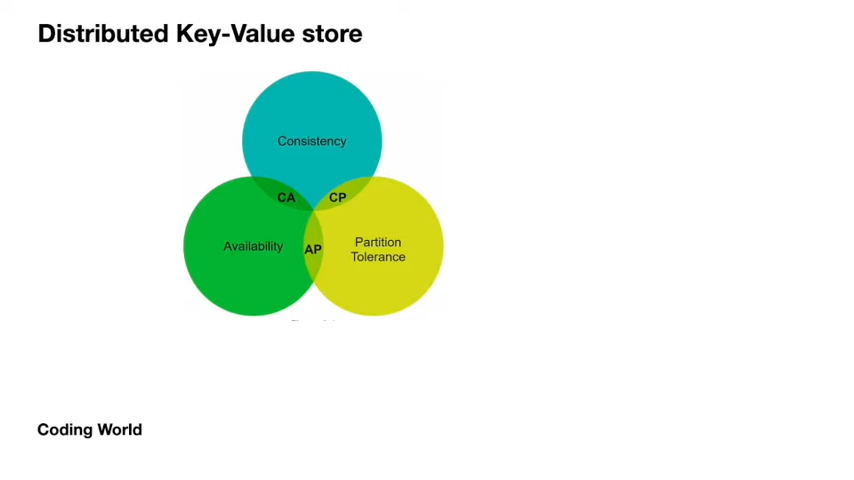 Distributed Key-Value store
Consistency
CA
CP
Availability
AP
Partition
Tolerance
Coding World